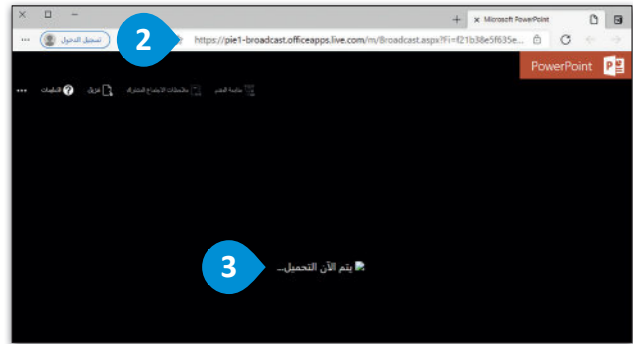 Microsoft PowerPoint
https://pie1-broadcast.officeapps.live.com/m/Broadcast.aspx?Fi=f21b38e5f635e...
تسجيل الدخول
2
PowerPoint
P
تنزيل
التعليمات
3
يتم الآن التحميل...